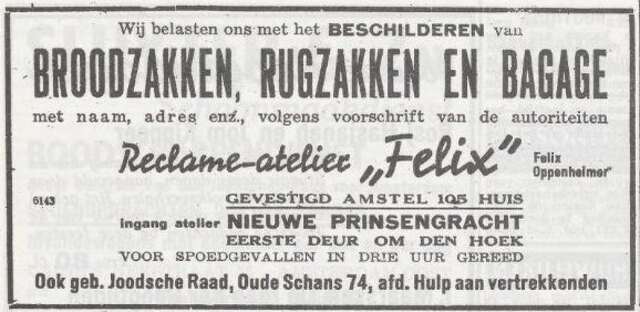 Wij belasten ons met het BESCHILDEREN van
BROODZAKKEN, RUGZAKKEN EN BAGAGE
met naam, adres enz., volgens voorschrift van de autoriteiten
Reclame-atelier „Felix” Felix Oppenheimer
6143 GEVESTIGD AMSTEL 105 HUIS
ingang atelier NIEUWE PRINSENGRACHT
EERSTE DEUR OM DEN HOEK
VOOR SPOEDGEVALLEN IN DRIE UUR GEREED
Ook geb. Joodsche Raad, Oude Schans 74, afd. Hulp aan vertrekkenden